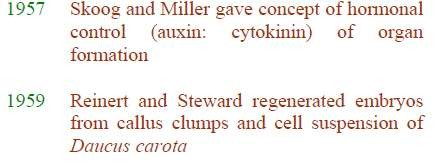 1957 Skoog and Miller gave concept of hormonal
control (auxin: cytokinin) of organ
formation
1959 Reinert and Steward regenerated embryos
from callus clumps and cell suspension of
Daucus carota